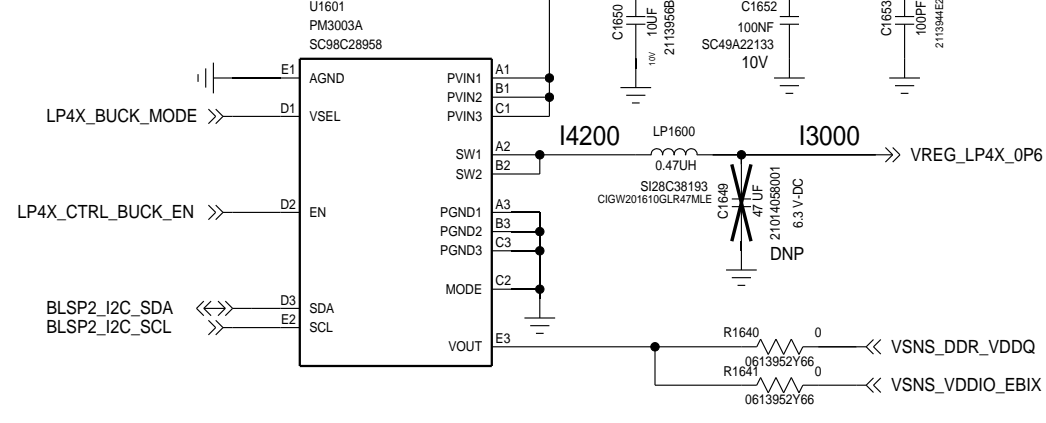 U1601
PM3003A
SC98C28958
C1650
10UF
2113956B
10V
C1652
100NF
SC49A22133
10V
C1653
100PF
2113944E2
E1 AGND
LP4X_BUCK_MODE D1 VSEL
LP4X_CTRL_BUCK_EN D2 EN
BLSP2_I2C_SDA D3 SDA
BLSP2_I2C_SCL E2 SCL
PVIN1 A1
PVIN2 B1
PVIN3 C1
SW1 A2
SW2 B2
PGND1 A3
PGND2 B3
PGND3 C3
MODE C2
VOUT E3
I4200
LP1600
0.47UH
SI28C38193
CIGW201610GLR47MLE
I3000
VREG_LP4X_0P6
C1649
47 UF
21014058001
6.3 V-DC
DNP
R1640 0
0613952Y66
VSNS_DDR_VDDQ
R1641 0
0613952Y66
VSNS_VDDIO_EBIX